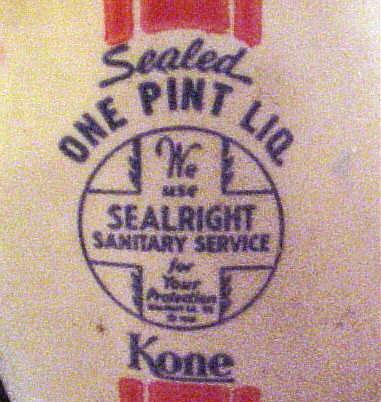 Sealed
ONE PINT LIQ.
We
use
SEALRIGHT
SANITARY SERVICE
for
Your
Protection
Kone